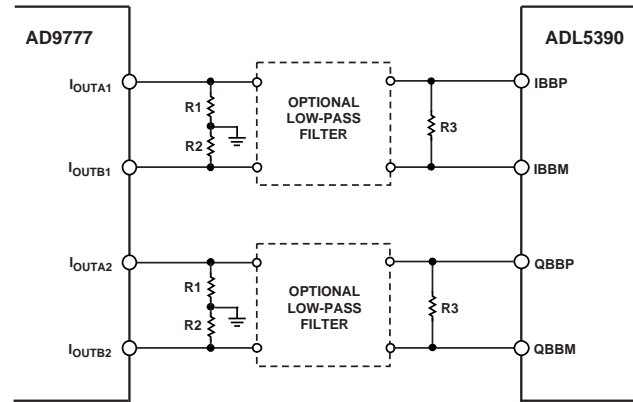 AD9777
ADL5390
IOUTA1
R1
R2
IOUTB1
OPTIONAL
LOW-PASS
FILTER
R3
IBBP
IBBM
IOUTA2
R1
R2
IOUTB2
OPTIONAL
LOW-PASS
FILTER
R3
QBBP
QBBM